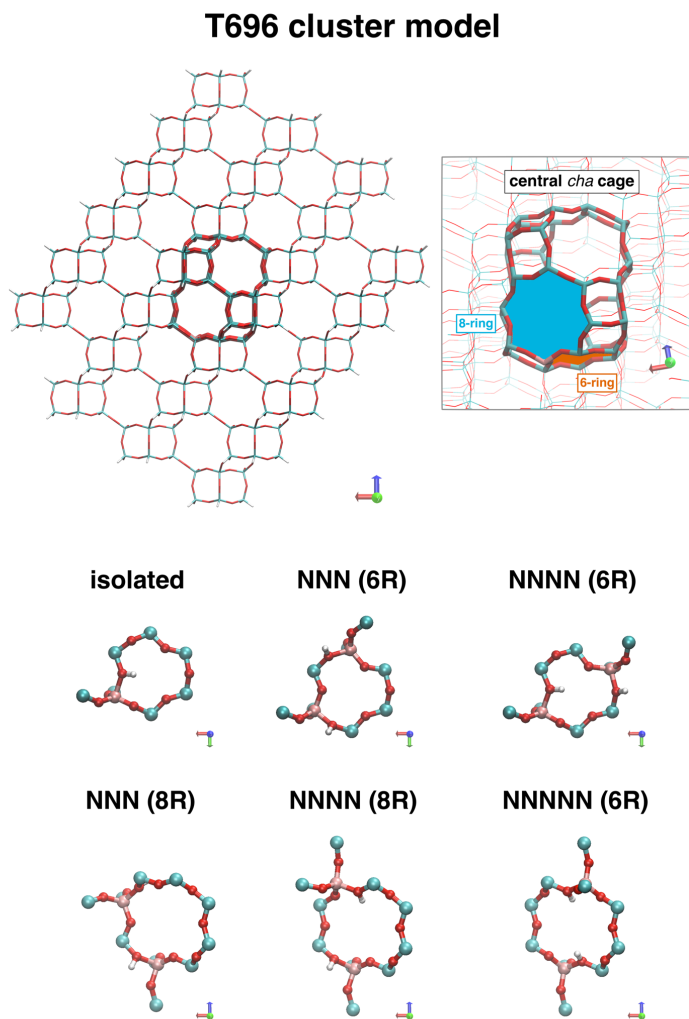 T696 cluster model
central cha cage
8-ring
6-ring
isolated
NNN (6R)
NNNN (6R)
NNN (8R)
NNNN (8R)
NNNNN (6R)